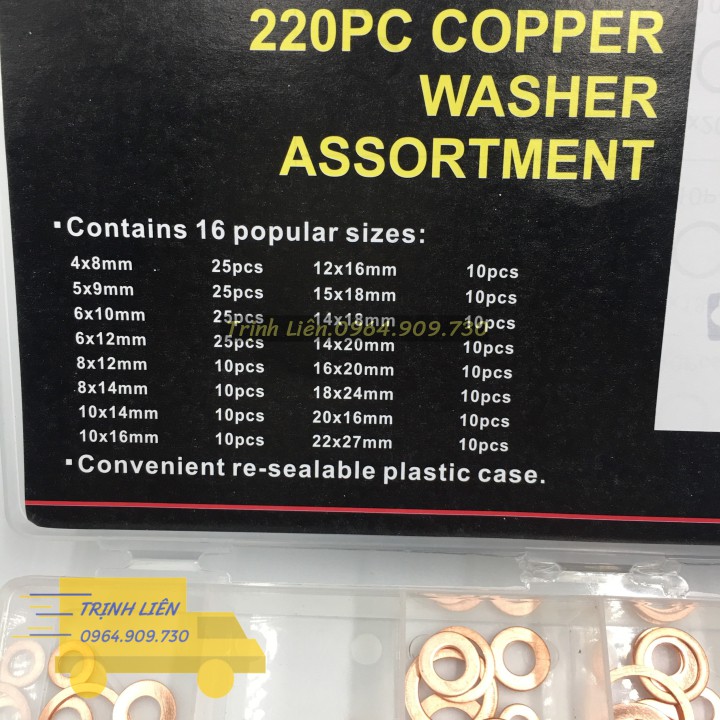 220PC COPPER
WASHER
ASSORTMENT
▪Contains 16 popular sizes:
4x8mm 25pcs 12x16mm 10pcs
5x9mm 25pcs 15x18mm 10pcs
6x10mm 25pcs 14x18mm 10pcs
Trịnh Liên.0964.909.730
6x12mm 25pcs 14x20mm 10pcs
8x12mm 10pcs 16x20mm 10pcs
8x14mm 10pcs 18x24mm 10pcs
10x14mm 10pcs 20x16mm 10pcs
10x16mm 10pcs 22x27mm 10pcs
▪Convenient re-sealable plastic case.
TRỊNH LIÊN
0964.909.730